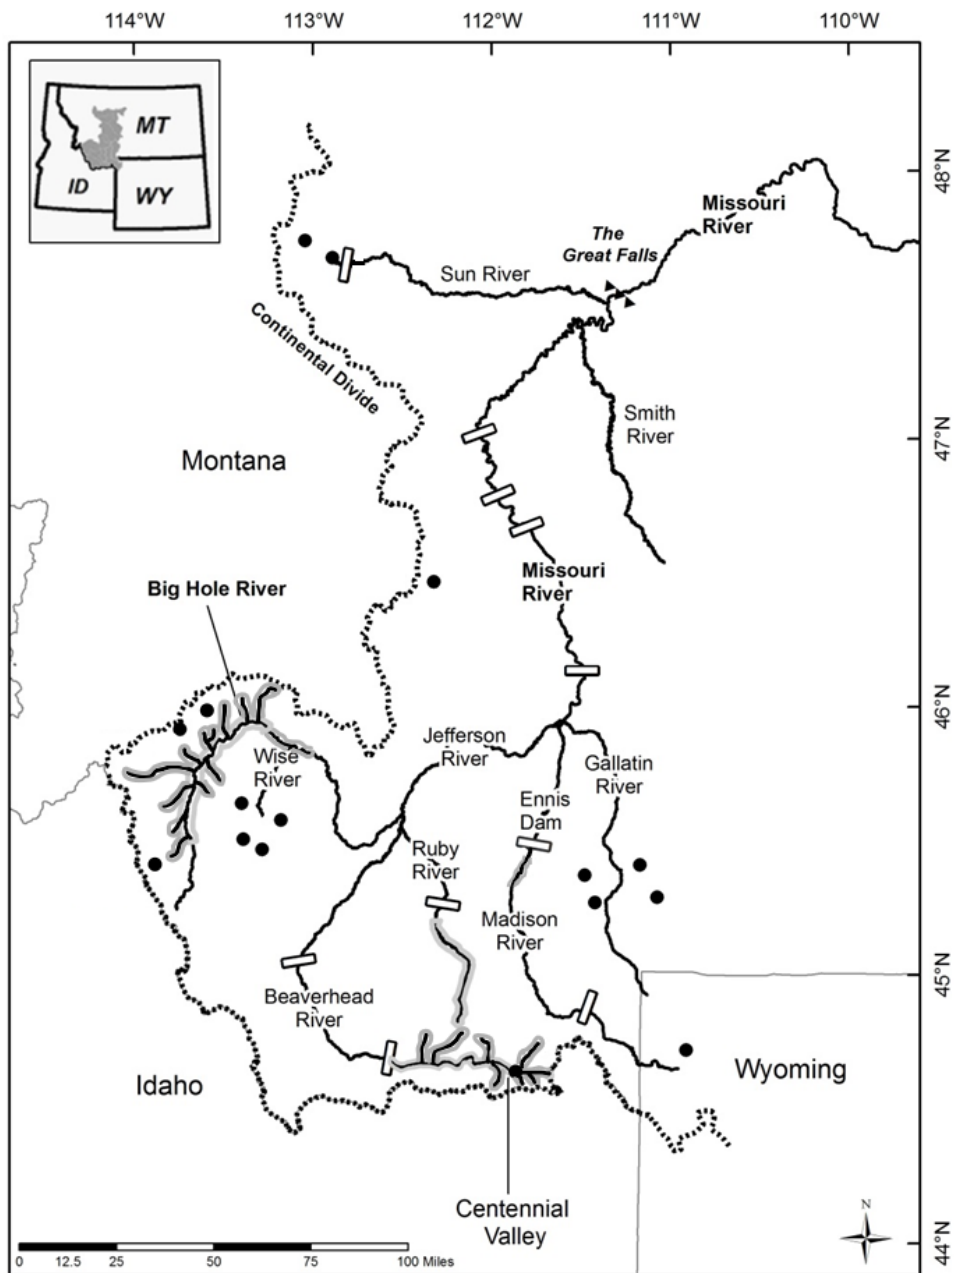 114°W
113°W
112°W
111°W
110°W
MT
ID
WY
48°N
47°N
46°N
45°N
44°N
Missouri
River
The
Great Falls
Sun River
Continental Divide
Smith
River
Montana
Missouri
River
Big Hole River
Jefferson
River
Wise
River
Gallatin
River
Ennis
Dam
Ruby
River
Madison
River
Beaverhead
River
Idaho
Wyoming
Centennial
Valley
N
0 12.5 25 50 75 100 Miles